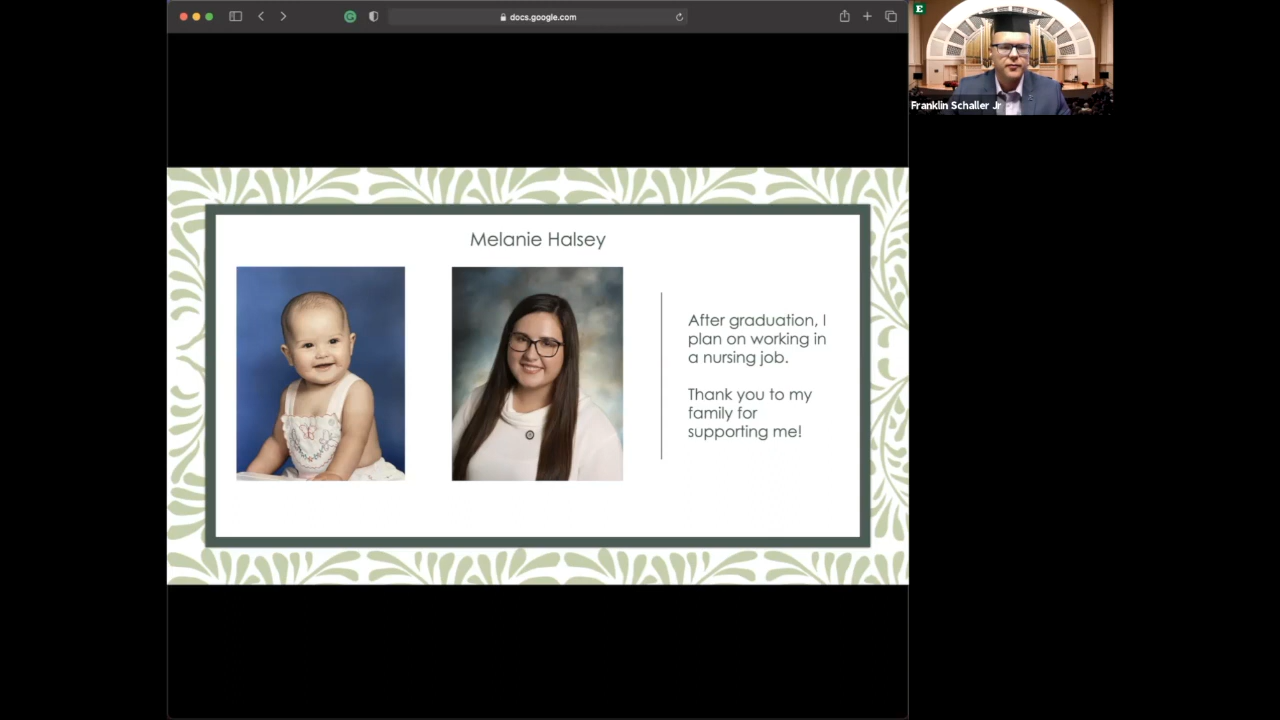 docs.google.com
E
Franklin Schaller Jr
Melanie Halsey
After graduation, I
plan on working in
a nursing job.
Thank you to my
family for
supporting me!